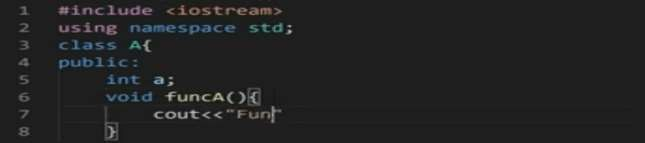 1 #include <iostream>
2 using namespace std;
3 class A{
4 public:
5 int a;
6 void funcA(){
7 cout<<"Fun"
8 }